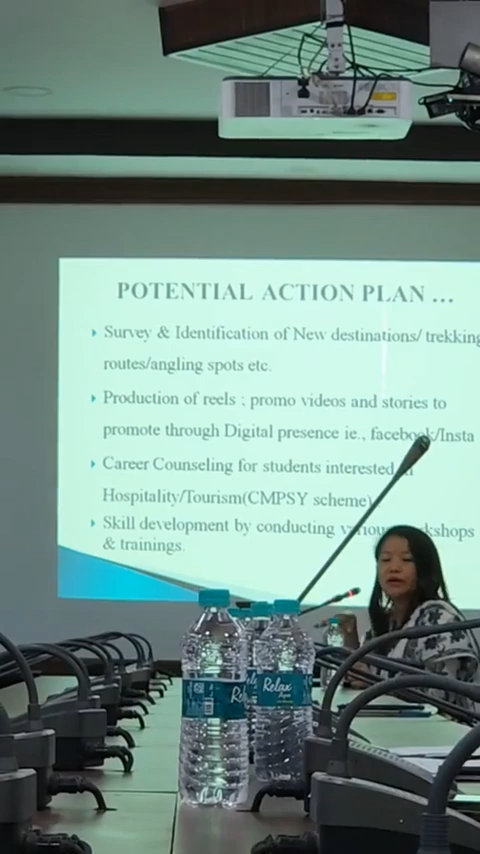 POTENTIAL ACTION PLAN ...
Survey & Identification of New destinations/ trekking
routes/angling spots etc.
Production of reels ; promo videos and stories to
promote through Digital presence ie., facebook/Insta
Career Counseling for students interested
Hospitality/Tourism(CMPSY scheme)
Skill development by conducting
& trainings.
Relax